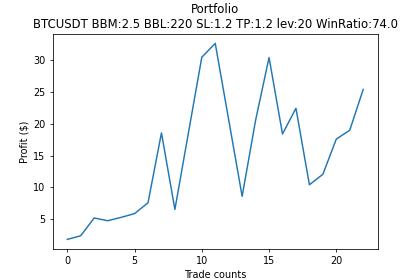 Portfolio
BTCUSDT BBM:2.5 BBL:220 SL:1.2 TP:1.2 lev:20 WinRatio:74.0
30
25
20
15
10
5
Profit ($)
0
5
10
15
20
Trade counts